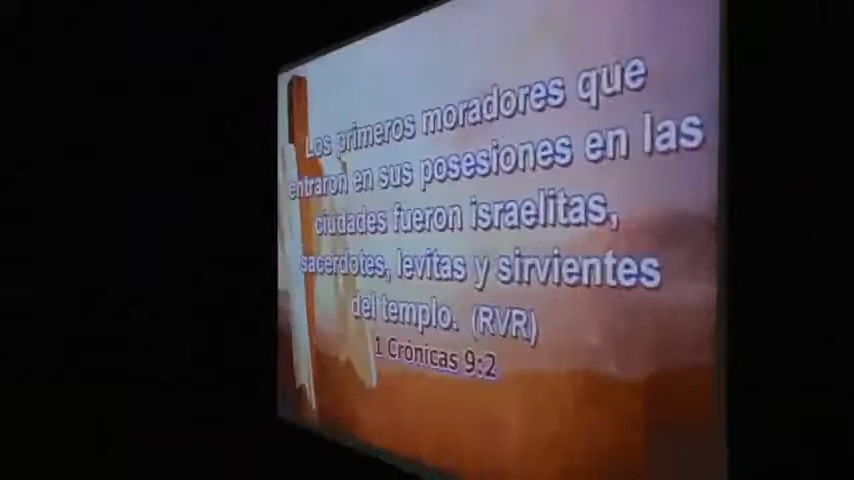 Los primeros moradores que
entraron en sus posesiones en las
ciudades fueron israelitas,
sacerdotes, levitas y sirvientes
del templo. (RVR)
1 Crónicas 9:2